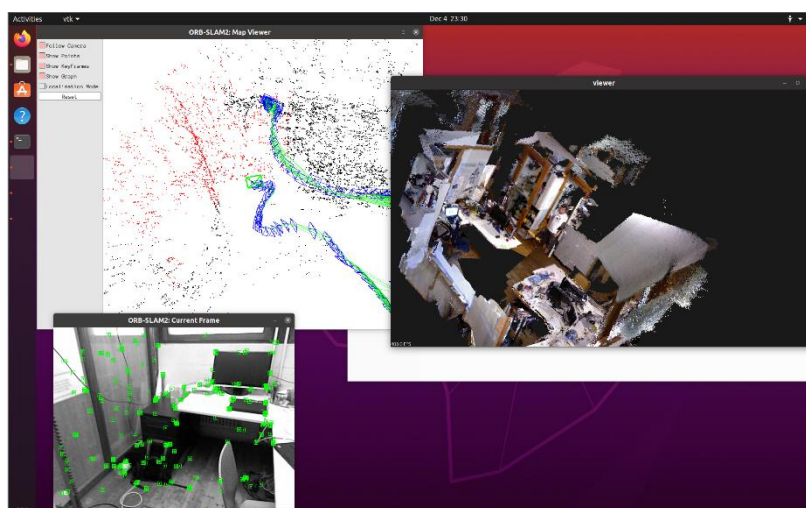 Activities
vtk
Dec 4 23:30
ORB-SLAM2: Map Viewer
Follow Camera
Show Points
Show Keyframes
Show Graph
Localization Mode
Reset
viewer
ORB-SLAM2: Current Frame